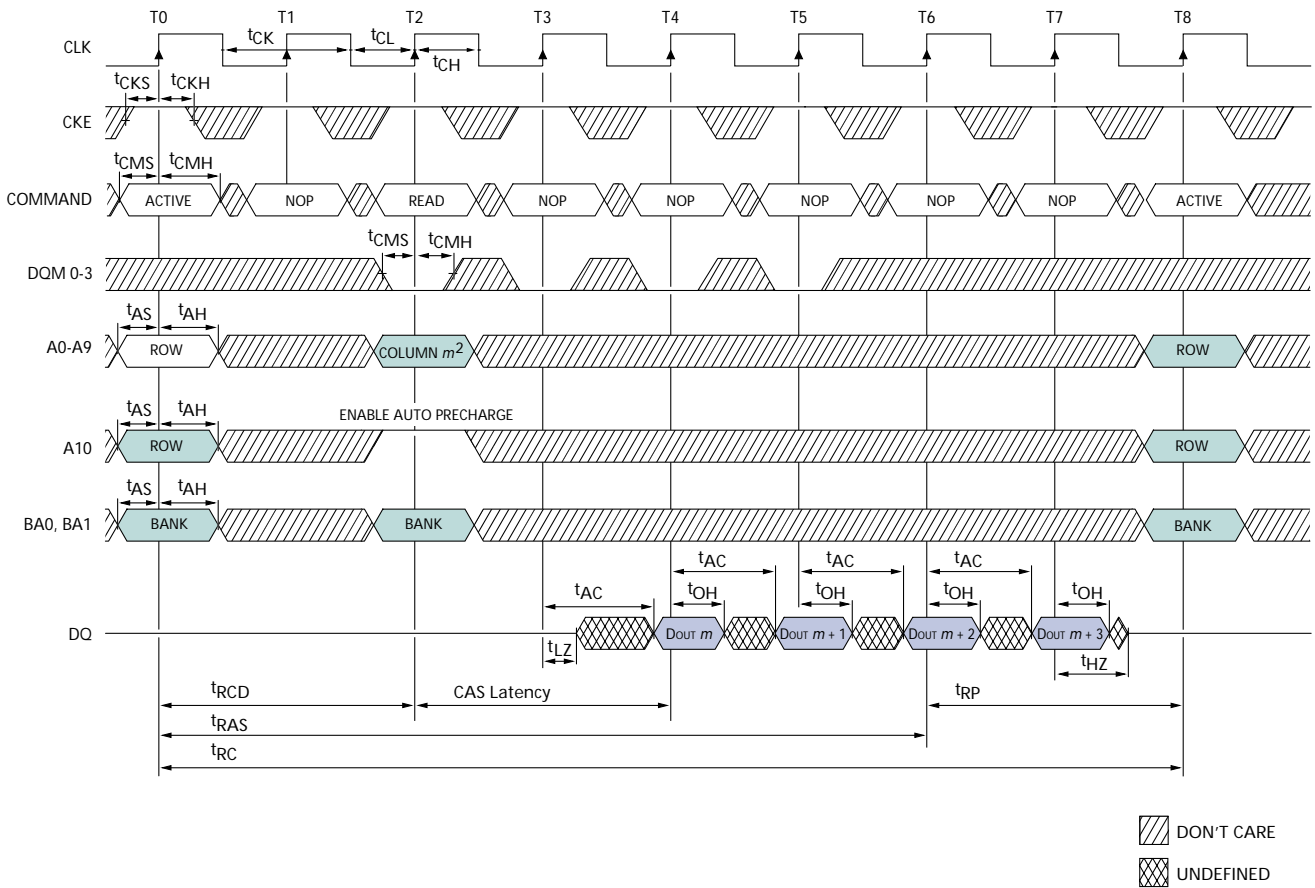 T0 T1 T2 T3 T4 T5 T6 T7 T8
CLK tCK tCL tCH
tCKS tCKH
CKE
tCMS tCMH
COMMAND ACTIVE NOP READ NOP NOP NOP NOP NOP ACTIVE
tCMS tCMH
DQM 0-3
tAS tAH
A0-A9 ROW COLUMN m2 ROW
tAS tAH ENABLE AUTO PRECHARGE
A10 ROW ROW
tAS tAH
BA0, BA1 BANK BANK BANK
tAC tAC tAC
tAC tOH tOH tOH tOH
DQ DOUT m DOUT m + 1 DOUT m + 2 DOUT m + 3
tLZ tHZ
tRCD CAS Latency tRP
tRAS
tRC
DON'T CARE
UNDEFINED